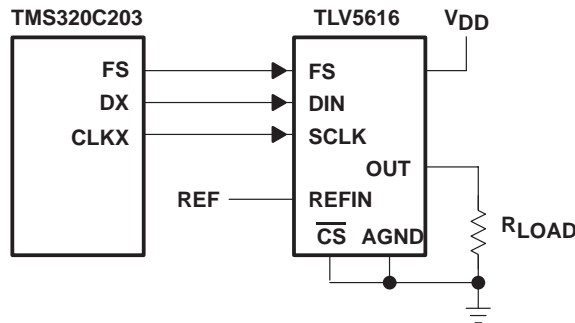 TMS320C203
TLV5616
VDD
FS
DX
CLKX
FS
DIN
SCLK
OUT
REF
REFIN
CS
AGND
RLOAD